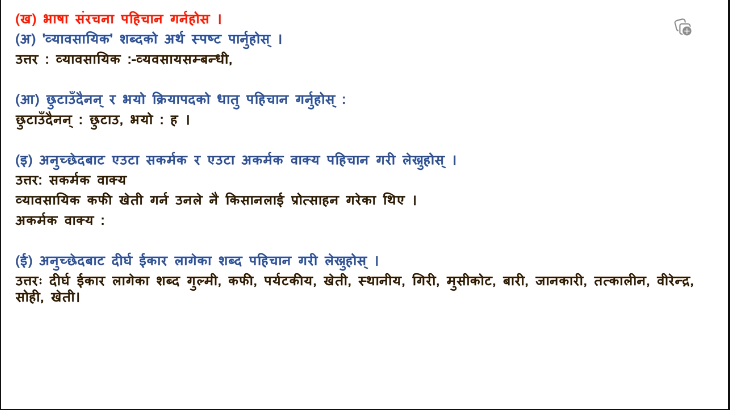 (ख) भाषा संरचना पहिचान गर्नहोस ।
(अ) 'व्यावसायिक' शब्दको अर्थ स्पष्ट पार्नुहोस् ।
उत्तर : व्यावसायिक :-व्यवसायसम्बन्धी,
(आ) छुटाउँदैनन् र भयो क्रियापदको धातु पहिचान गर्नुहोस् :
छुटाउँदैनन् : छुटाउ, भयो : ह ।
(इ) अनुच्छेदबाट एउटा सकर्मक र एउटा अकर्मक वाक्य पहिचान गरी लेख्नुहोस् ।
उत्तर: सकर्मक वाक्य
व्यावसायिक कफी खेती गर्न उनले नै किसानलाई प्रोत्साहन गरेका थिए ।
अकर्मक वाक्य :
(ई) अनुच्छेदबाट दीर्घ ईकार लागेका शब्द पहिचान गरी लेख्नुहोस् ।
उत्तरः दीर्घ ईकार लागेका शब्द गुल्मी, कफी, पर्यटकीय, खेती, स्थानीय, गिरी, मुसीकोट, बारी, जानकारी, तत्कालीन, वीरेन्द्र,
सोही, खेती।